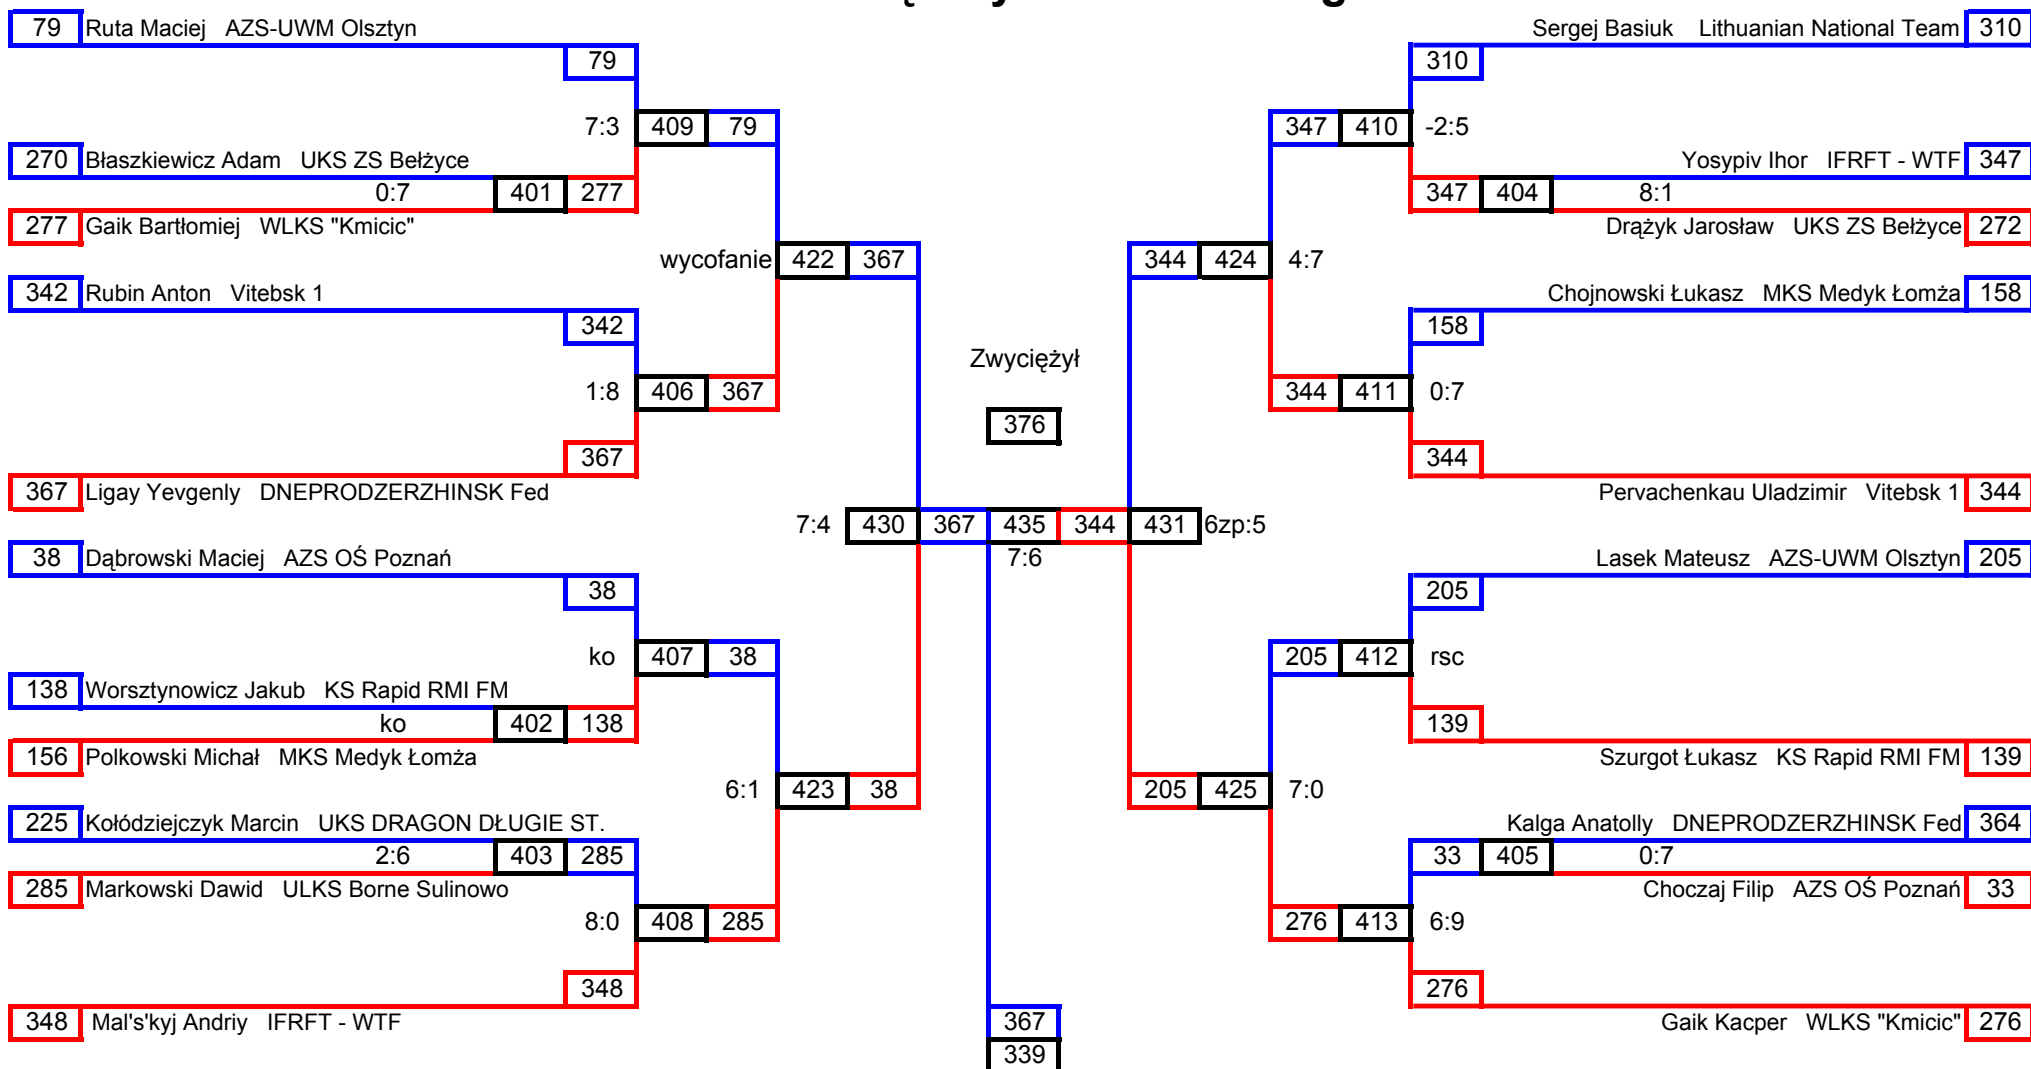 79 Ruta Maciej AZS-UWM Olsztyn Sergej Basiuk Lithuanian National Team 310
79 310
7:3 409 79 347 410 -2:5
270 Błaszkiewicz Adam UKS ZS Bełżyce Yosypiv Ihor IFRFT - WTF 347
0:7 401 277 347 404 8:1
277 Gaik Bartłomiej WLKS "Kmicic" Drążyk Jarosław UKS ZS Bełżyce 272
wycofanie 422 367 344 424 4:7
342 Rubin Anton Vitebsk 1 Chojnowski Łukasz MKS Medyk Łomża 158
342 158
Zwyciężył
1:8 406 367 344 411 0:7
376
367 344
367 Ligay Yevgenly DNEPRODZERZHINSK Fed Pervachenkau Uladzimir Vitebsk 1 344
7:4 430 367 435 344 431 6zp:5
38 Dąbrowski Maciej AZS OŚ Poznań 7:6 Lasek Mateusz AZS-UWM Olsztyn 205
38 205
ko 407 38 205 412 rsc
138 Worsztynowicz Jakub KS Rapid RMI FM
ko 402 138 139
156 Polkowski Michał MKS Medyk Łomża Szurgot Łukasz KS Rapid RMI FM 139
6:1 423 38 205 425 7:0
225 Kołódziejczyk Marcin UKS DRAGON DŁUGIE ST. Kalga Anatolly DNEPRODZERZHINSK Fed 364
2:6 403 285 33 405 0:7
285 Markowski Dawid ULKS Borne Sulinowo Choczaj Filip AZS OŚ Poznań 33
8:0 408 285 276 413 6:9
348 276
348 Mal's'kyj Andriy IFRFT - WTF 367 Gaik Kacper WLKS "Kmicic" 276
339